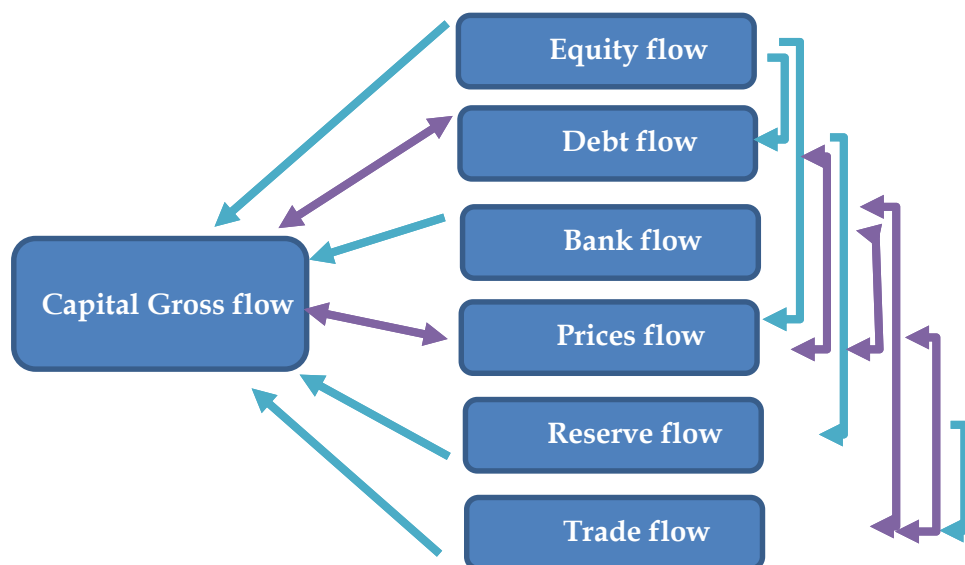 Equity flow
Debt flow
Bank flow
Capital Gross flow
Prices flow
Reserve flow
Trade flow